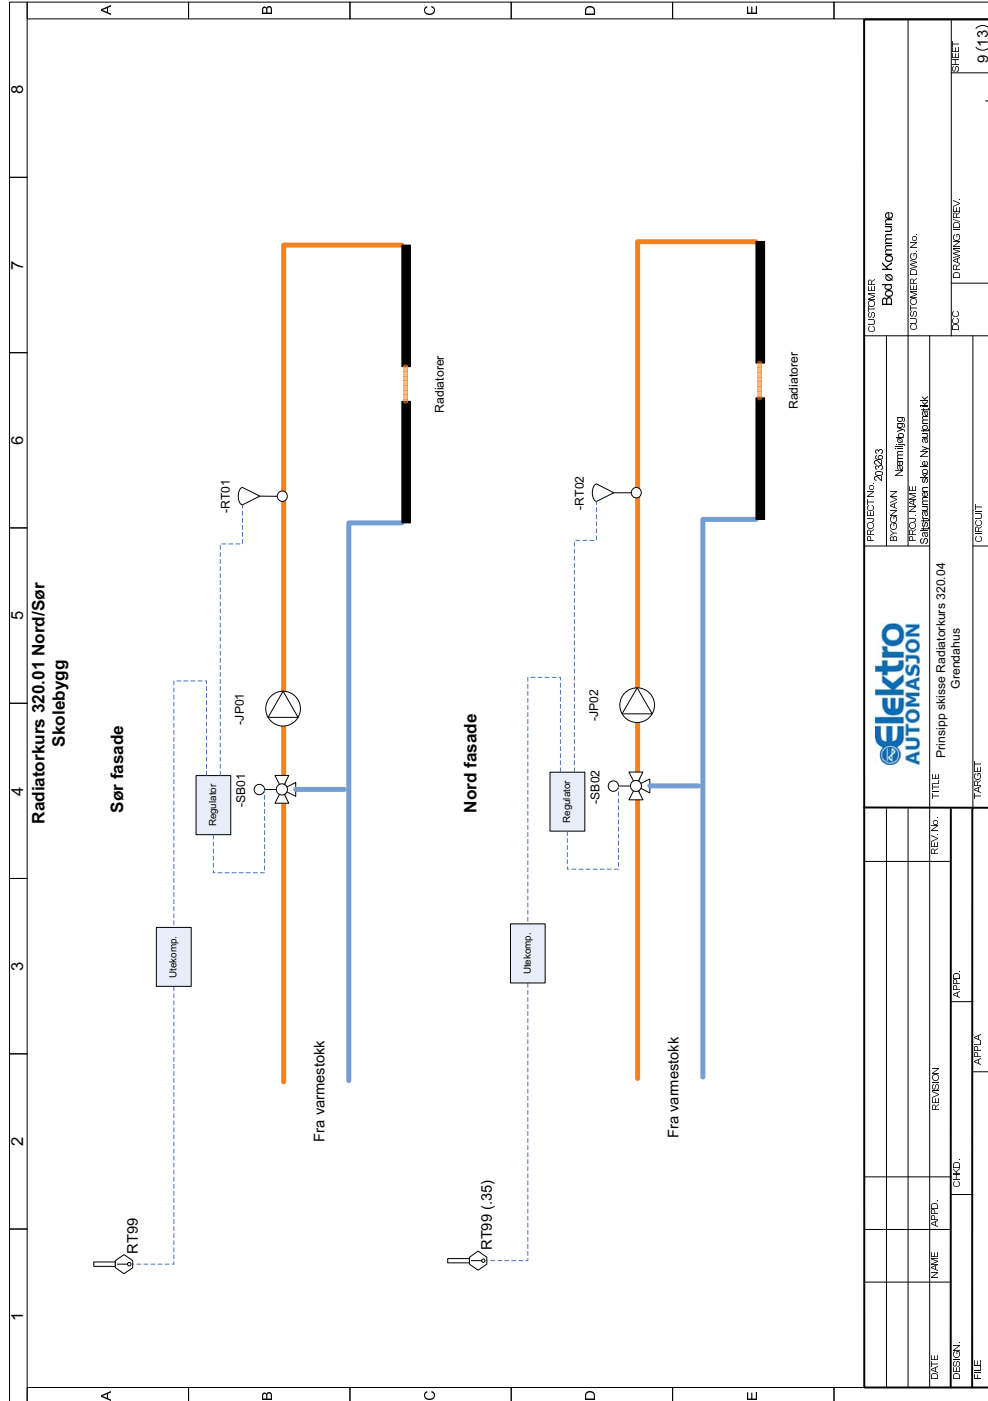 1 2 3 4 5 6 7 8
A
B
C
D
E
A
B
C
D
E
Radiatorkurs 320.01 Nord/Sør
Skolebygg
Sør fasade
RT99
Utekomp.
Regulator
-SB01
-JP01
-RT01
Fra varmestokk
Radiatorer
Nord fasade
RT99 (.35)
Utekomp.
Regulator
-SB02
-JP02
-RT02
Fra varmestokk
Radiatorer
DATE
NAME
APPD.
REVISION
REV. No.
DESIGN.
CHKD.
APPD.
FILE
APPLA
Elektro
AUTOMASJON
PROJECT No. 203263
BYGGNAVN Nærmiljøbygg
PROJ. NAME
Saltstraumen skole Ny automatikk
CUSTOMER
Bodø Kommune
CUSTOMER DWG. No.
TITLE
Prinsipp skisse Radiatorkurs 320.04
Grendahus
DCC
DRAWING ID/REV.
SHEET
9 (13)
TARGET
CIRCUIT